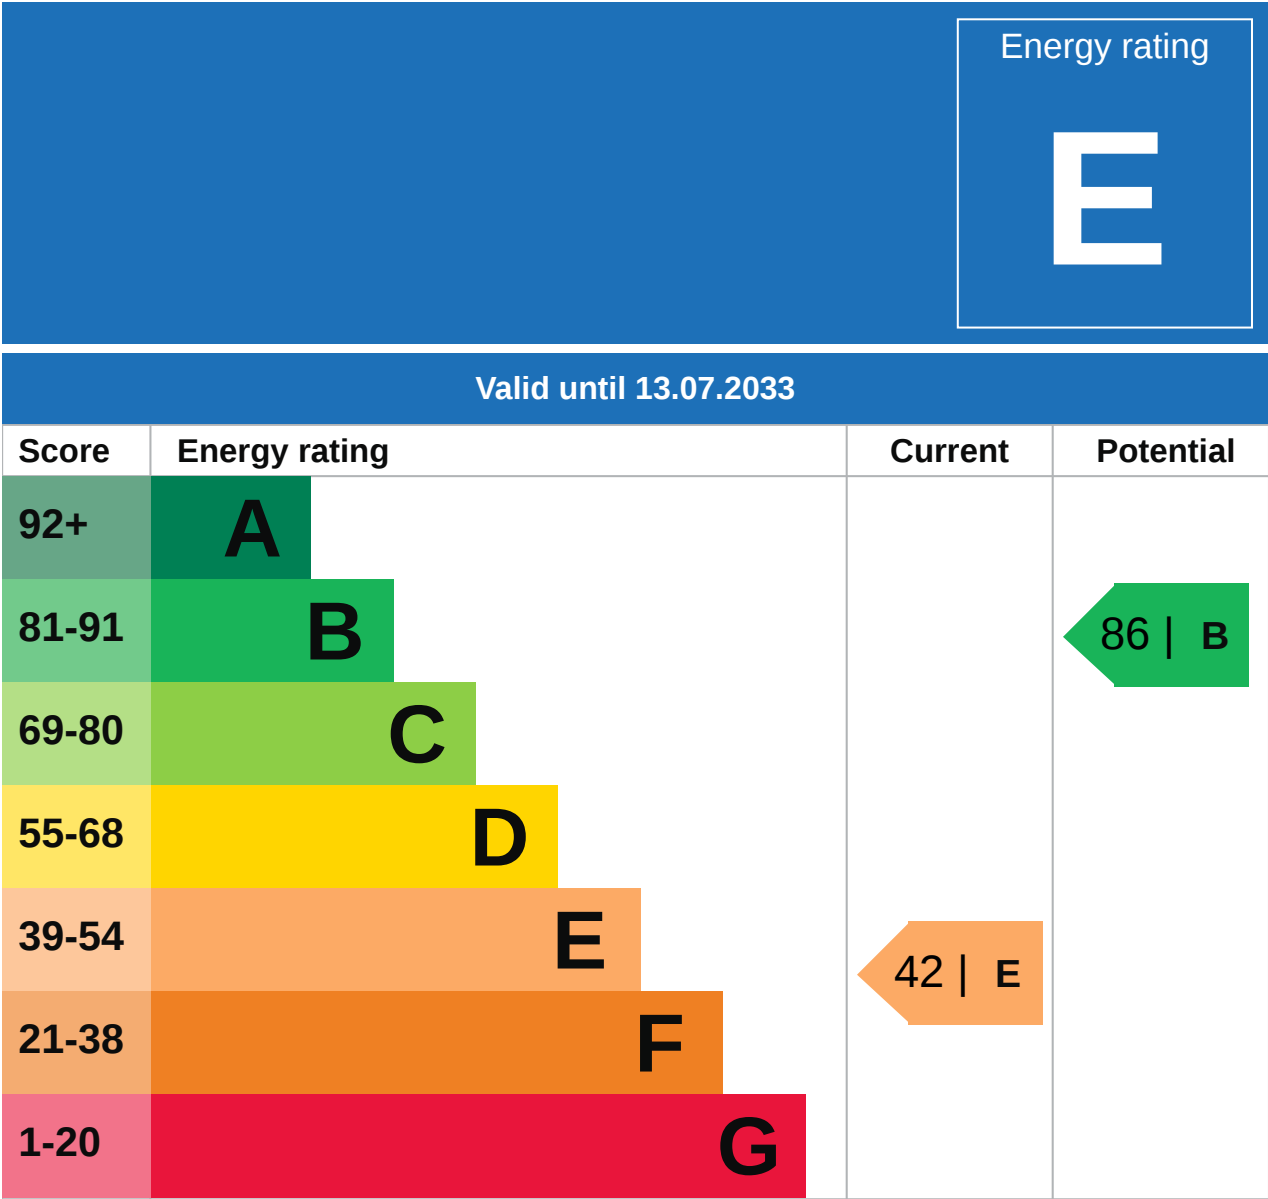 Energy rating
E
Valid until 13.07.2033
Score Energy rating Current Potential
92+ A
81-91 B 86 | B
69-80 C
55-68 D
39-54 E 42 | E
21-38 F
1-20 G